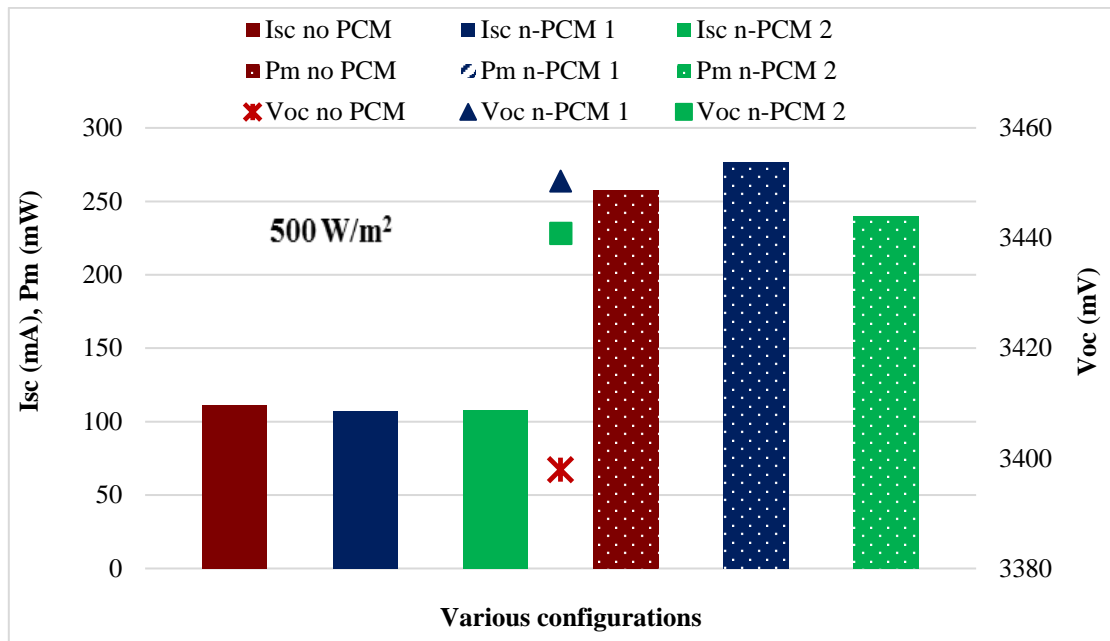 Isc no PCM Isc n-PCM 1 Isc n-PCM 2
Pm no PCM Pm n-PCM 1 Pm n-PCM 2
Voc no PCM Voc n-PCM 1 Voc n-PCM 2
300
250
200
150
100
50
0
Isc (mA), Pm (mW)
500 W/m²
3460
3440
3420
3400
3380
Voc (mV)
Various configurations